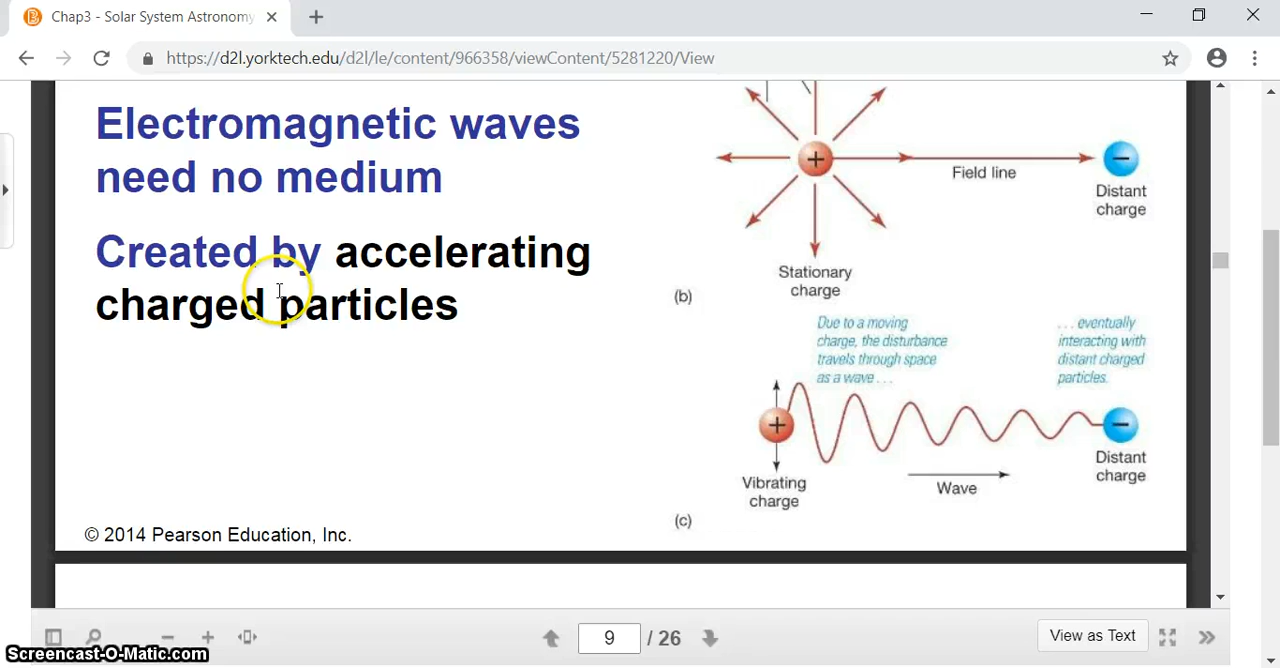 Chap3 - Solar System Astronomy
https://d2l.yorktech.edu/d2l/le/content/966358/viewContent/5281220/View
Electromagnetic waves
need no medium
Created by accelerating
charged particles
© 2014 Pearson Education, Inc.
+
−
Field line
Distant
charge
Stationary
charge
(b)
Due to a moving
charge, the disturbance
travels through space
as a wave . . .
. . . eventually
interacting with
distant charged
particles.
+
−
Vibrating
charge
Wave
Distant
charge
(c)
9 / 26
View as Text
Screencast-O-Matic.com